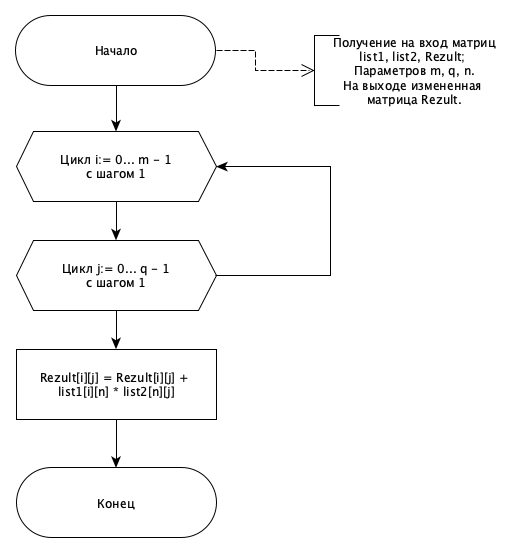 Начало
Получение на вход матриц
list1, list2, Rezult;
Параметров m, q, n.
На выходе измененная
матрица Rezult.
Цикл i:= 0... m - 1
с шагом 1
Цикл j:= 0... q - 1
с шагом 1
Rezult[i][j] = Rezult[i][j] +
list1[i][n] * list2[n][j]
Конец